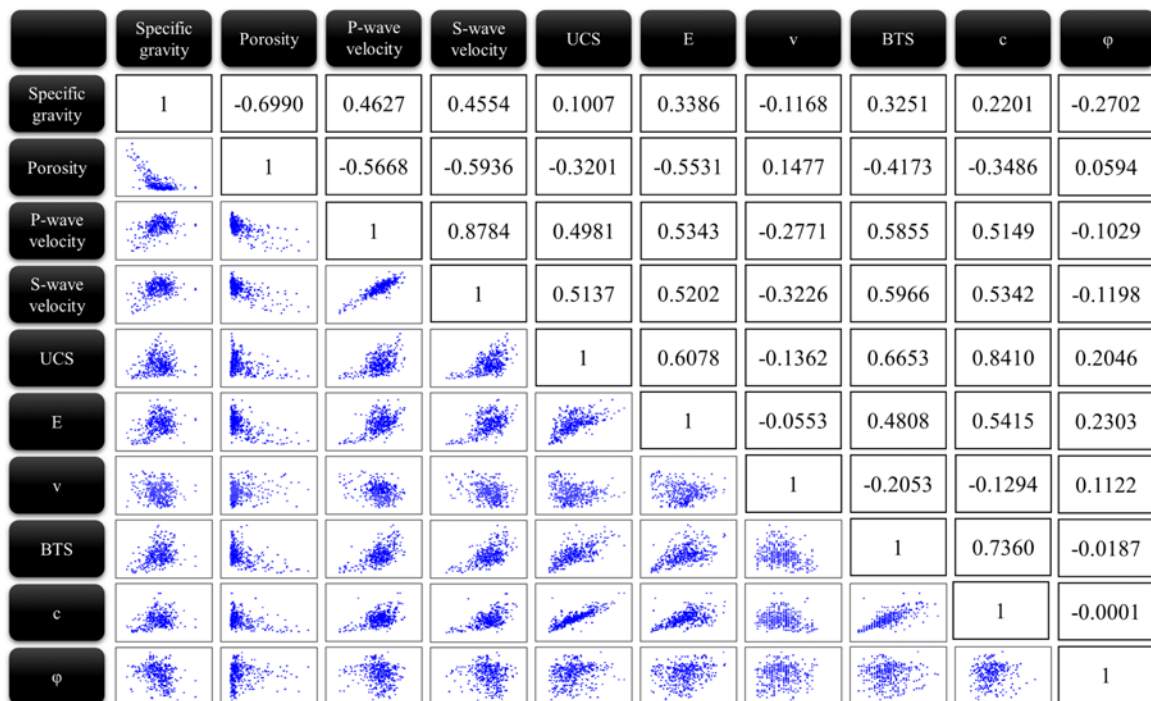 Specific gravity Porosity P-wave velocity S-wave velocity UCS E v BTS c φ
Specific gravity 1 -0.6990 0.4627 0.4554 0.1007 0.3386 -0.1168 0.3251 0.2201 -0.2702
Porosity 1 -0.5668 -0.5936 -0.3201 -0.5531 0.1477 -0.4173 -0.3486 0.0594
P-wave velocity 1 0.8784 0.4981 0.5343 -0.2771 0.5855 0.5149 -0.1029
S-wave velocity 1 0.5137 0.5202 -0.3226 0.5966 0.5342 -0.1198
UCS 1 0.6078 -0.1362 0.6653 0.8410 0.2046
E 1 -0.0553 0.4808 0.5415 0.2303
v 1 -0.2053 -0.1294 0.1122
BTS 1 0.7360 -0.0187
c 1 -0.0001
φ 1